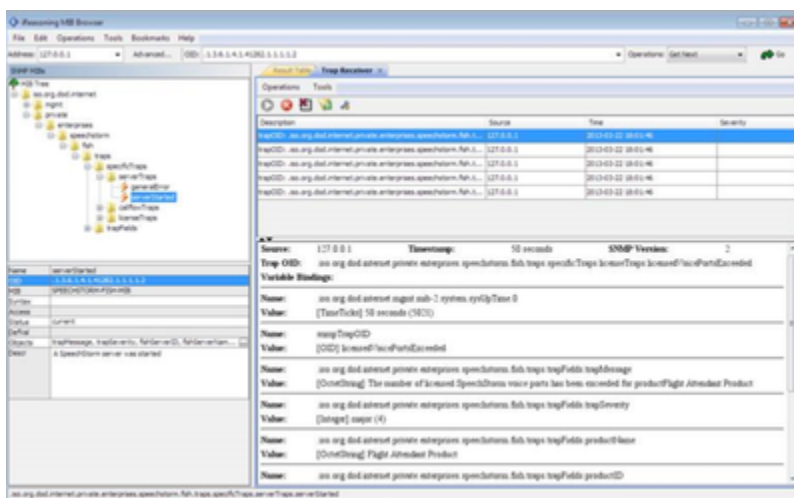 iReasoning MIB Browser
File Edit Operations Tools Bookmarks Help
Address: 127.0.0.1 Advanced... OID: .1.3.6.1.4.1.41282.1.1.1.1.2 Operations: Get Next Go
SNMP MIBs
MIB Tree
iso.org.dod.internet
mgmt
private
enterprises
speechstorm
fish
traps
specificTraps
serverTraps
generalError
serverStarted
callflowTraps
licenseTraps
trapFields
Name serverStarted
OID .1.3.6.1.4.1.41282.1.1.1.1.2
MIB SPEECHSTORM-FISH-MIB
Syntax
Access
Status current
DefVal
Objects trapMessage, trapSeverity, fishServerID, fishServerNam...
Descr A SpeechStorm server was started
Result Table Trap Receiver
Operations Tools
Description Source Time Severity
trapOID: .iso.org.dod.internet.private.enterprises.speechstorm.fish.t... 127.0.0.1 2013-03-22 18:01:46
trapOID: .iso.org.dod.internet.private.enterprises.speechstorm.fish.t... 127.0.0.1 2013-03-22 18:01:46
trapOID: .iso.org.dod.internet.private.enterprises.speechstorm.fish.t... 127.0.0.1 2013-03-22 18:01:46
trapOID: .iso.org.dod.internet.private.enterprises.speechstorm.fish.t... 127.0.0.1 2013-03-22 18:01:46
trapOID: .iso.org.dod.internet.private.enterprises.speechstorm.fish.t... 127.0.0.1 2013-03-22 18:01:46
Source: 127.0.0.1 Timestamp: 50 seconds SNMP Version: 2
Trap OID: .iso.org.dod.internet.private.enterprises.speechstorm.fish.traps.specificTraps.licenseTraps.licensedVoicePortsExceeded
Variable Bindings:
Name: .iso.org.dod.internet.mgmt.mib-2.system.sysUpTime.0
Value: [TimeTicks] 50 seconds (5021)
Name: snmpTrapOID
Value: [OID] licensedVoicePortsExceeded
Name: .iso.org.dod.internet.private.enterprises.speechstorm.fish.traps.trapFields.trapMessage
Value: [OctetString] The number of licensed SpeechStorm voice ports has been exceeded for productFlight Attendant Product
Name: .iso.org.dod.internet.private.enterprises.speechstorm.fish.traps.trapFields.trapSeverity
Value: [Integer] major (4)
Name: .iso.org.dod.internet.private.enterprises.speechstorm.fish.traps.trapFields.productName
Value: [OctetString] Flight Attendant Product
Name: .iso.org.dod.internet.private.enterprises.speechstorm.fish.traps.trapFields.productID
.iso.org.dod.internet.private.enterprises.speechstorm.fish.traps.specificTraps.serverTraps.serverStarted